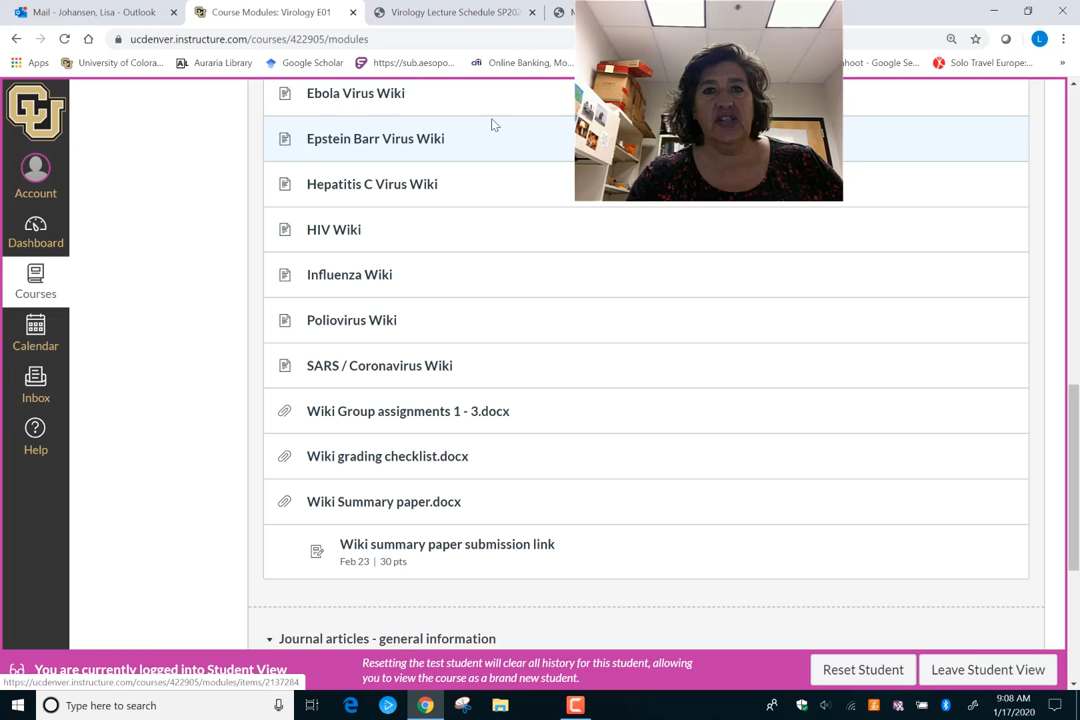 Mail - Johansen, Lisa - Outlook
Course Modules: Virology E01
Virology Lecture Schedule SP202
ucdenver.instructure.com/courses/422905/modules
L
Apps
University of Colora...
Auraria Library
Google Scholar
https://sub.aesopo...
Online Banking, Mo...
ahoot - Google Se...
Solo Travel Europe:...
»
CU
Account
Dashboard
Courses
Calendar
Inbox
Help
Ebola Virus Wiki
Epstein Barr Virus Wiki
Hepatitis C Virus Wiki
HIV Wiki
Influenza Wiki
Poliovirus Wiki
SARS / Coronavirus Wiki
Wiki Group assignments 1 - 3.docx
Wiki grading checklist.docx
Wiki Summary paper.docx
Wiki summary paper submission link
Feb 23 | 30 pts
Journal articles - general information
You are currently logged into Student View
Resetting the test student will clear all history for this student, allowing
you to view the course as a brand new student.
Reset Student
Leave Student View
https://ucdenver.instructure.com/courses/422905/modules/items/2137284
Type here to search
9:08 AM
1/17/2020